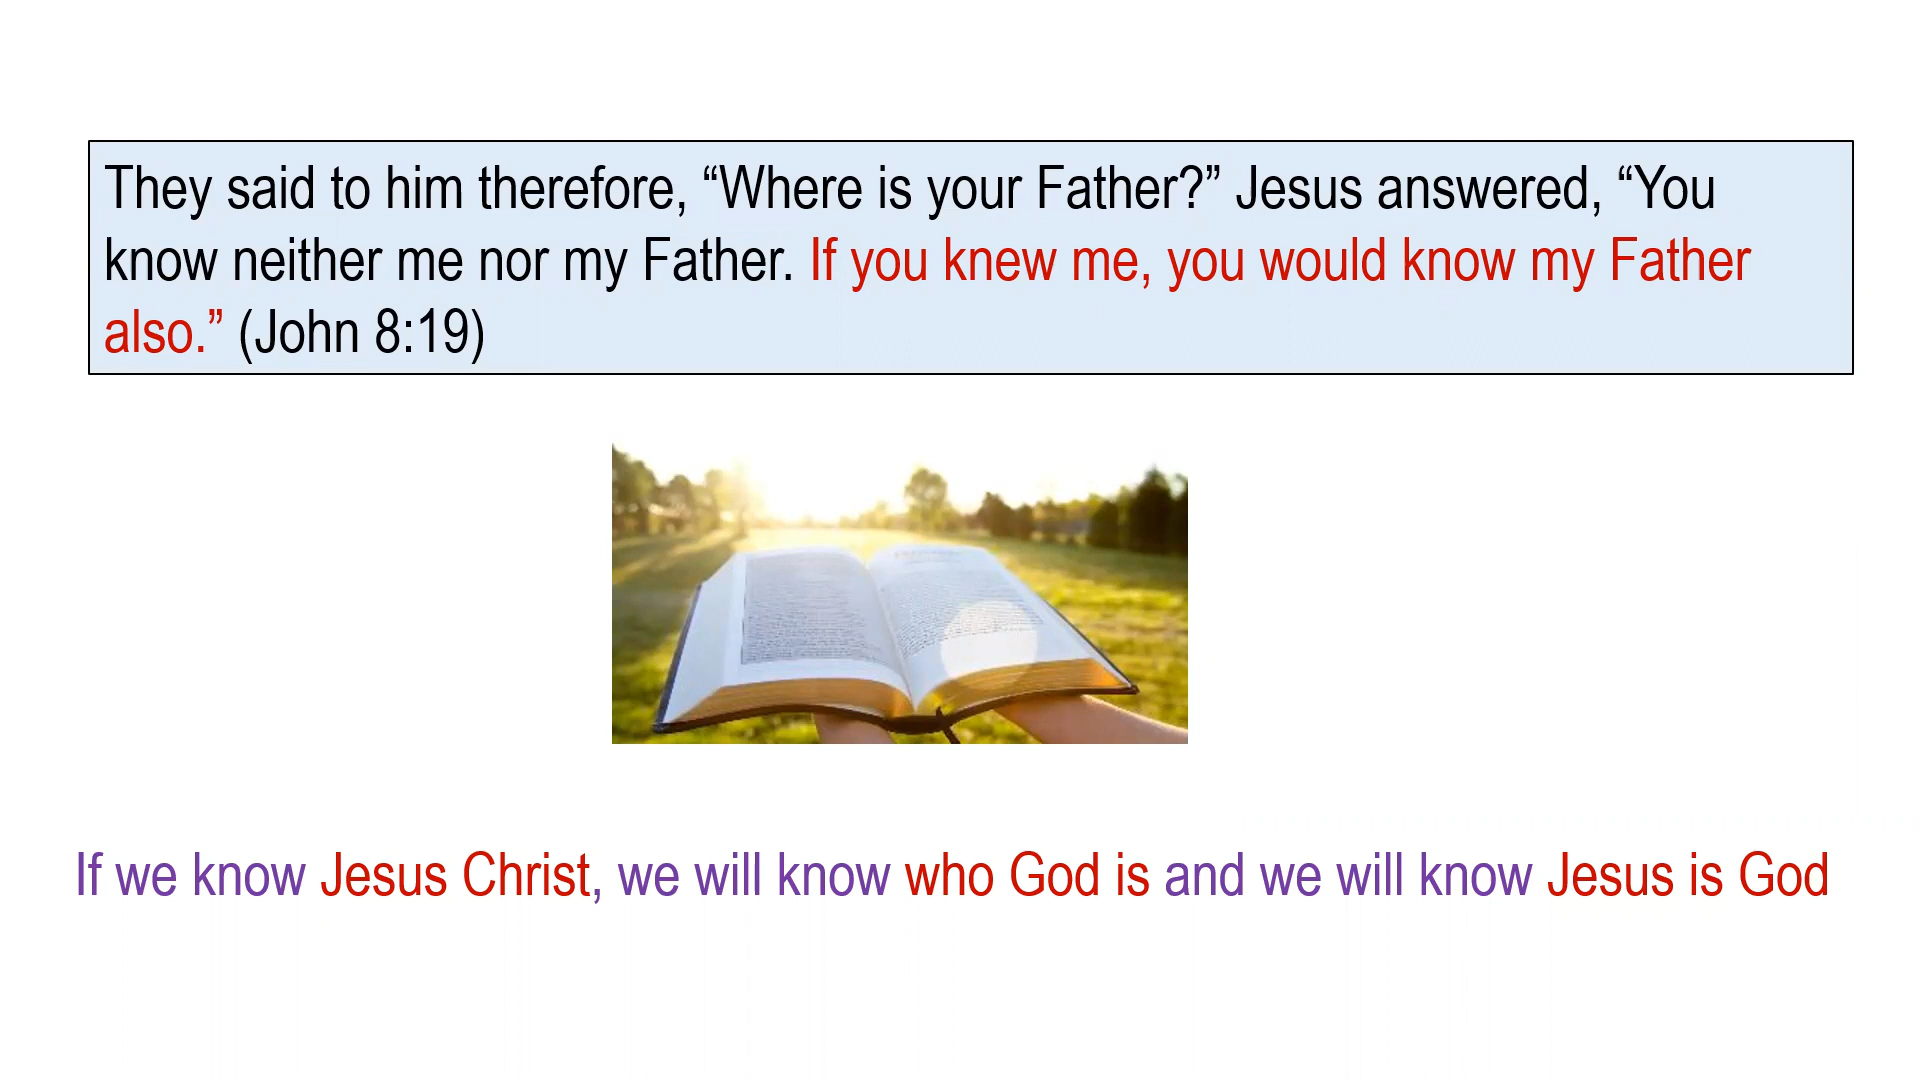 They said to him therefore, “Where is your Father?” Jesus answered, “You
know neither me nor my Father. If you knew me, you would know my Father
also.” (John 8:19)
If we know Jesus Christ, we will know who God is and we will know Jesus is God